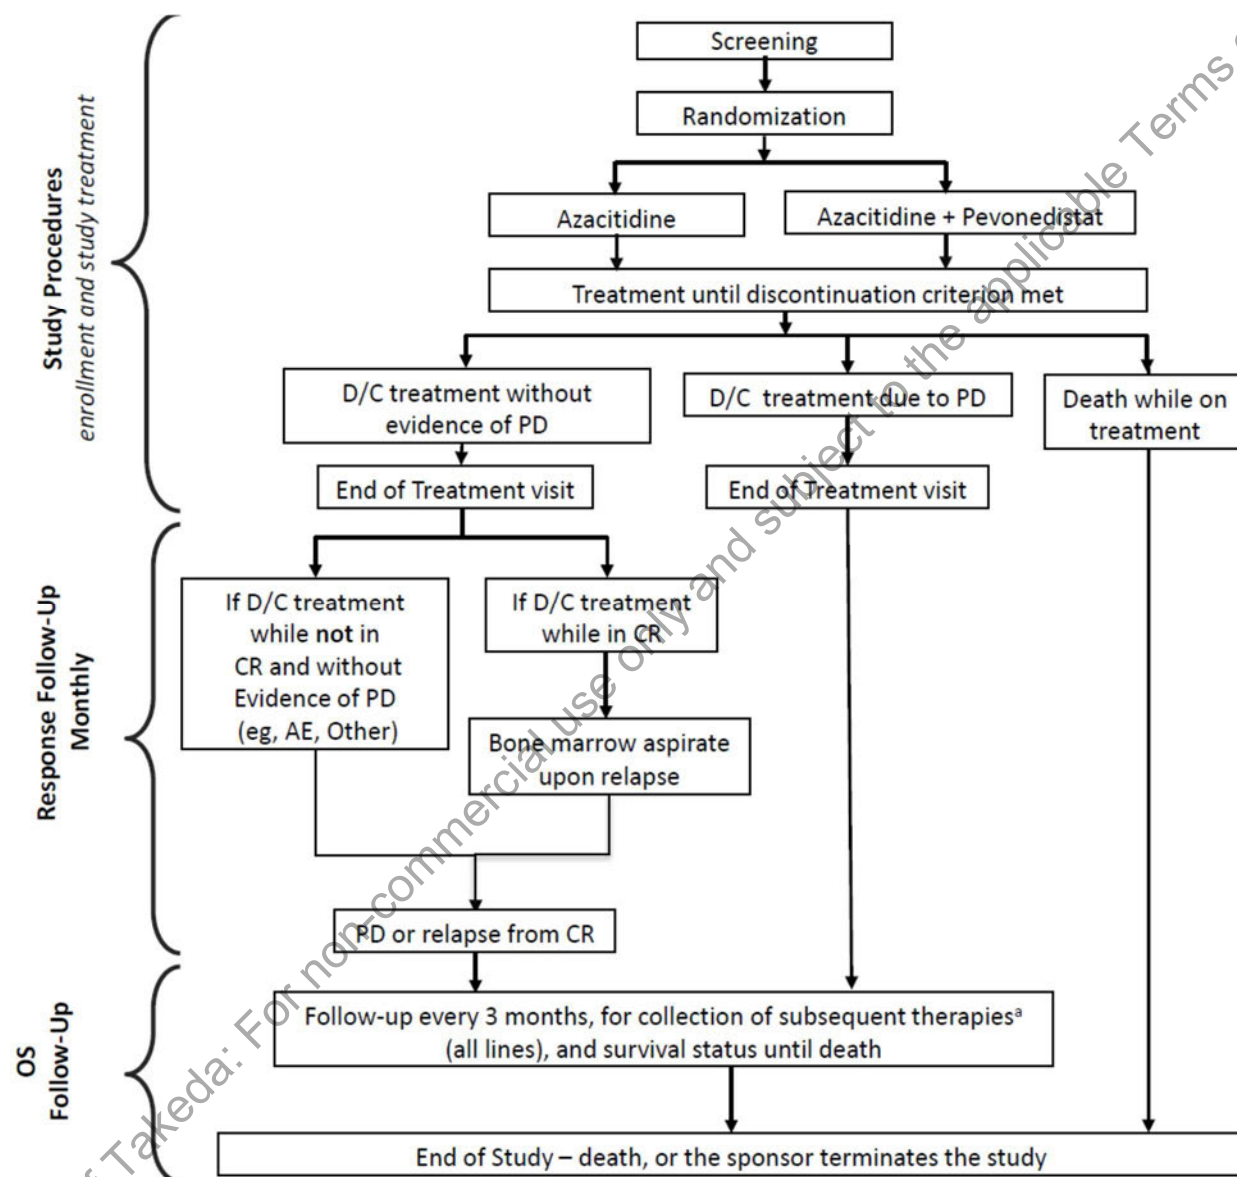 Screening
Randomization
Azacitidine
Azacitidine + Pevonedistat
Treatment until discontinuation criterion met
D/C treatment without
evidence of PD
D/C treatment due to PD
Death while on
treatment
End of Treatment visit
End of Treatment visit
Study Procedures
enrollment and study treatment
If D/C treatment
while not in
CR and without
Evidence of PD
(eg, AE, Other)
If D/C treatment
while in CR
Bone marrow aspirate
upon relapse
PD or relapse from CR
Response Follow-Up
Monthly
Follow-up every 3 months, for collection of subsequent therapiesᵃ
(all lines), and survival status until death
End of Study – death, or the sponsor terminates the study
OS
Follow-Up
Takeda: For non-commercial use only and subject to the applicable Terms